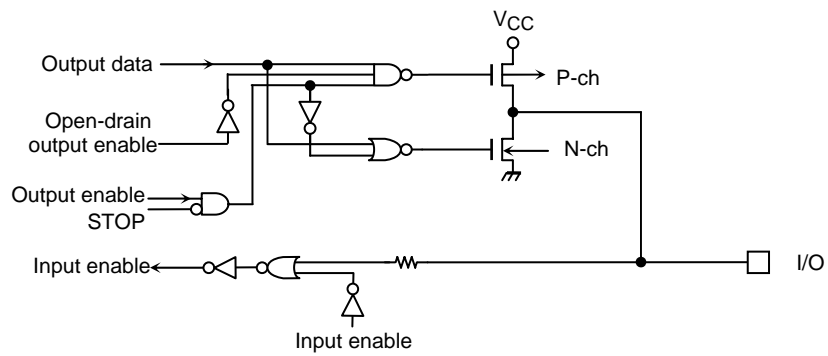 VCC
Output data
P-ch
Open-drain
output enable
N-ch
Output enable
STOP
Input enable
I/O
Input enable